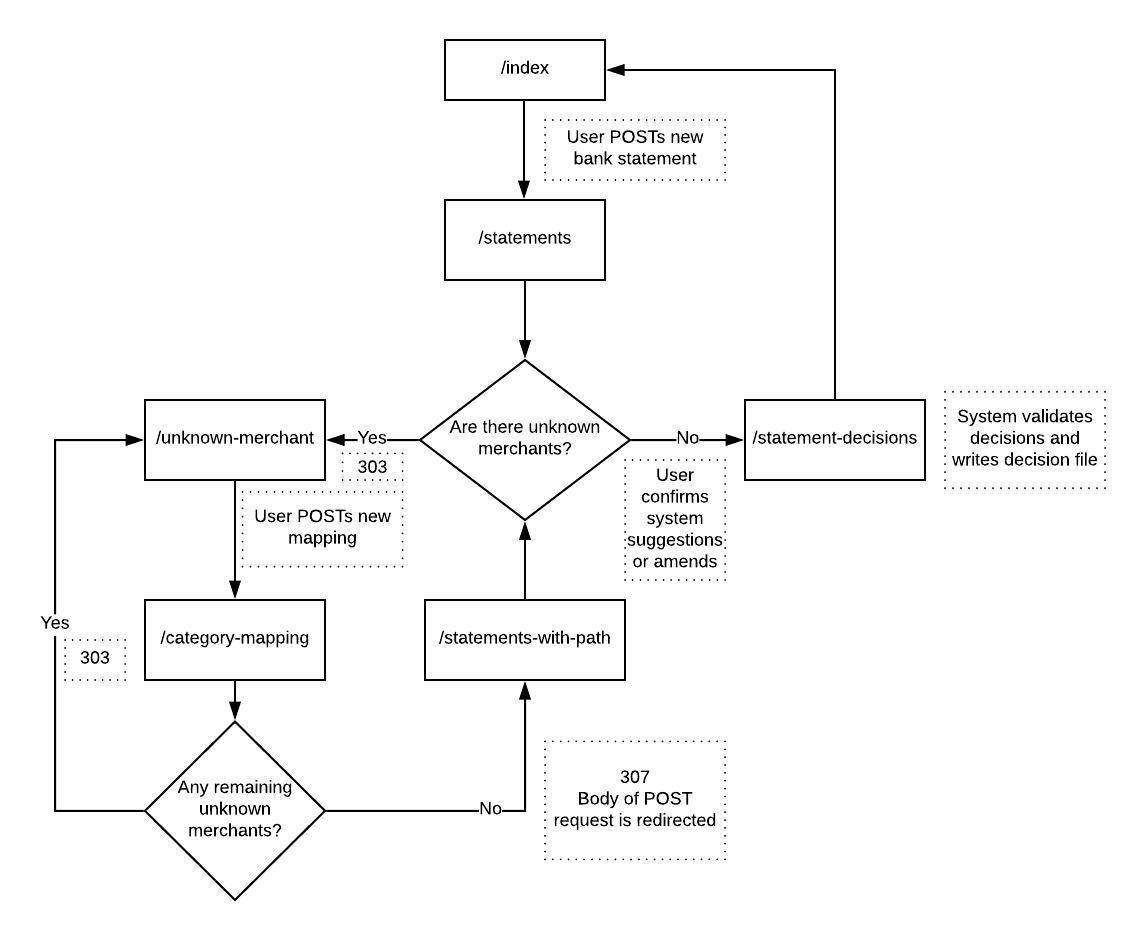 /index
User POSTs new
bank statement
/statements
Are there unknown
merchants?
Yes
303
/unknown-merchant
No
User
confirms
system
suggestions
or amends
/statement-decisions
System validates
decisions and
writes decision file
User POSTs new
mapping
/category-mapping
/statements-with-path
Yes
303
Any remaining
unknown
merchants?
No
307
Body of POST
request is redirected